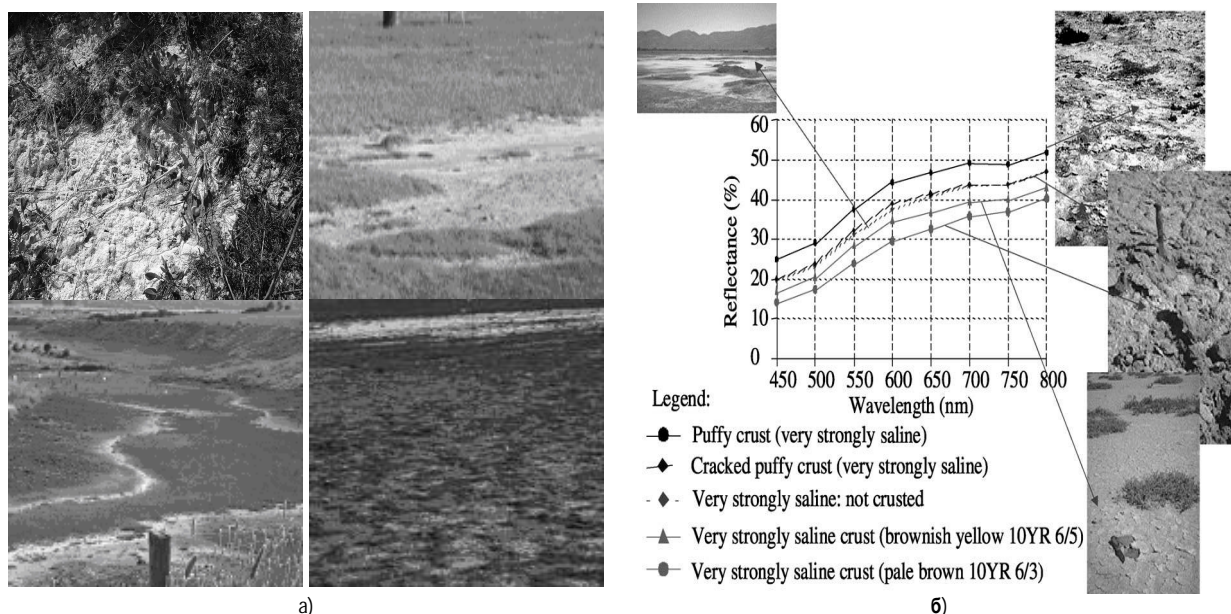 60
50
40
30
20
10
0
Reflectance (%)
450 500 550 600 650 700 750 800
Wavelength (nm)
Legend:
Puffy crust (very strongly saline)
Cracked puffy crust (very strongly saline)
Very strongly saline: not crusted
Very strongly saline crust (brownish yellow 10YR 6/5)
Very strongly saline crust (pale brown 10YR 6/3)
а) б)